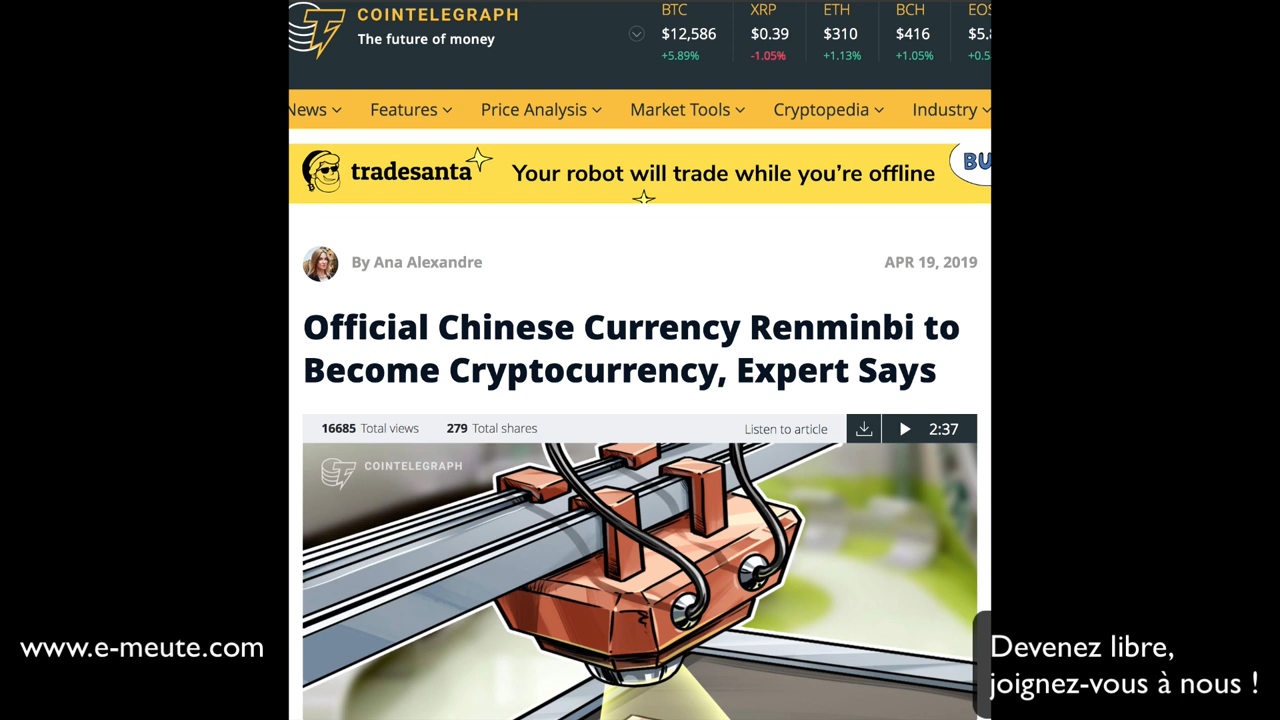 COINTELEGRAPH
The future of money
BTC XRP ETH BCH
$12,586 $0.39 $310 $416
+5.89% -1.05% +1.13% +1.05%
News Features Price Analysis Market Tools Cryptopedia Industry
tradesanta Your robot will trade while you're offline
By Ana Alexandre APR 19, 2019
Official Chinese Currency Renminbi to
Become Cryptocurrency, Expert Says
16685 Total views 279 Total shares Listen to article 2:37
COINTELEGRAPH
www.e-meute.com
Devenez libre,
joignez-vous à nous !